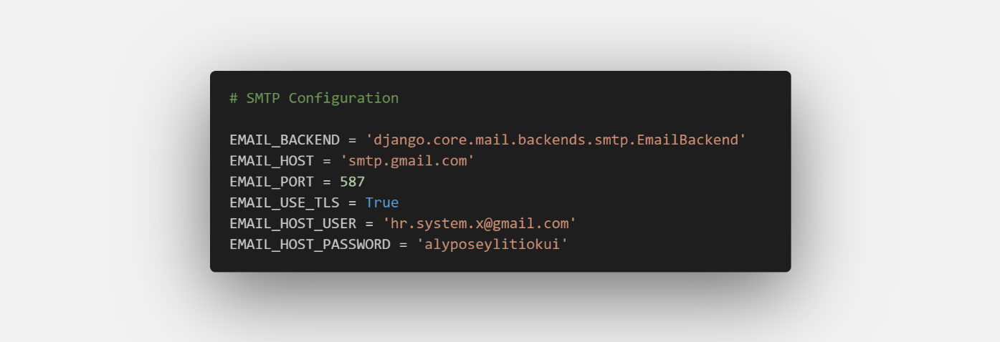 # SMTP Configuration
EMAIL_BACKEND = 'django.core.mail.backends.smtp.EmailBackend'
EMAIL_HOST = 'smtp.gmail.com'
EMAIL_PORT = 587
EMAIL_USE_TLS = True
EMAIL_HOST_USER = 'hr.system.x@gmail.com'
EMAIL_HOST_PASSWORD = 'alyposeylitiokui'